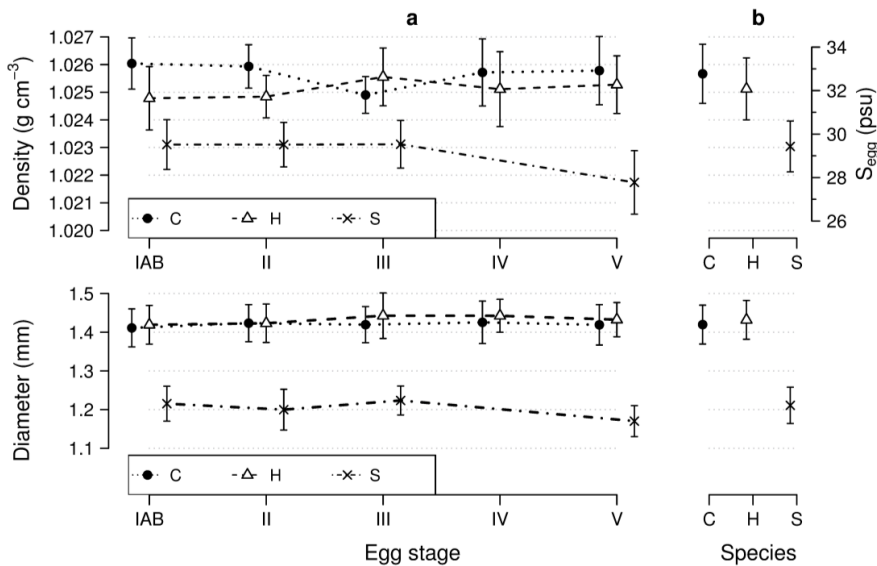 a
b
Density (g cm⁻³)
1.027
1.026
1.025
1.024
1.023
1.022
1.021
1.020
C H S
IAB II III IV V
34
32
30
28
26
S_egg (psu)
C H S
Diameter (mm)
1.5
1.4
1.3
1.2
1.1
C H S
IAB II III IV V
Egg stage
C H S
Species